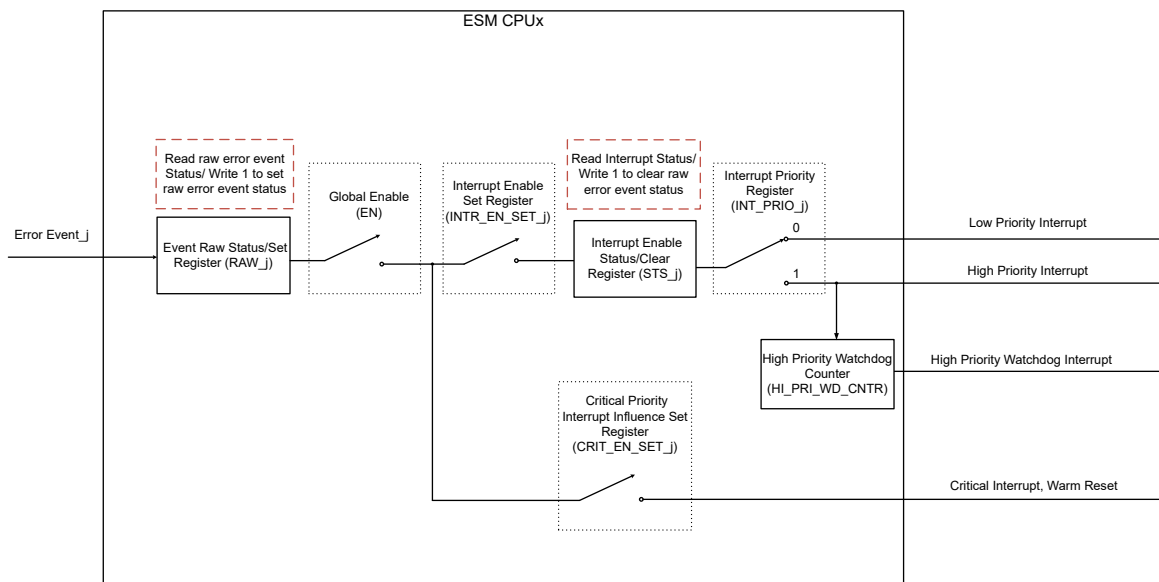 ESM CPUx
Read raw error event
Status/ Write 1 to set
raw error event status
Read Interrupt Status/
Write 1 to clear raw
error event status
Global Enable
(EN)
Interrupt Enable
Set Register
(INTR_EN_SET_j)
Interrupt Priority
Register
(INT_PRIO_j)
Error Event_j
Event Raw Status/Set
Register (RAW_j)
Interrupt Enable
Status/Clear
Register (STS_j)
0
1
Low Priority Interrupt
High Priority Interrupt
High Priority Watchdog
Counter
(HI_PRI_WD_CNTR)
High Priority Watchdog Interrupt
Critical Priority
Interrupt Influence Set
Register
(CRIT_EN_SET_j)
Critical Interrupt, Warm Reset